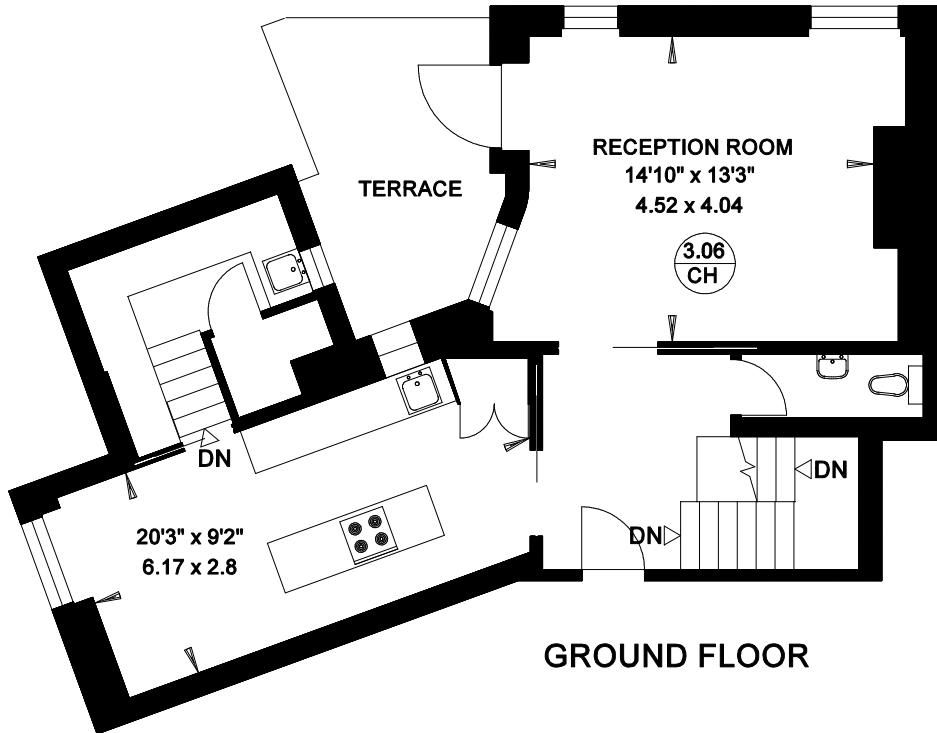 RECEPTION ROOM
14'10" x 13'3"
4.52 x 4.04
TERRACE
3.06
CH
DN
DN
DN
20'3" x 9'2"
6.17 x 2.8
GROUND FLOOR